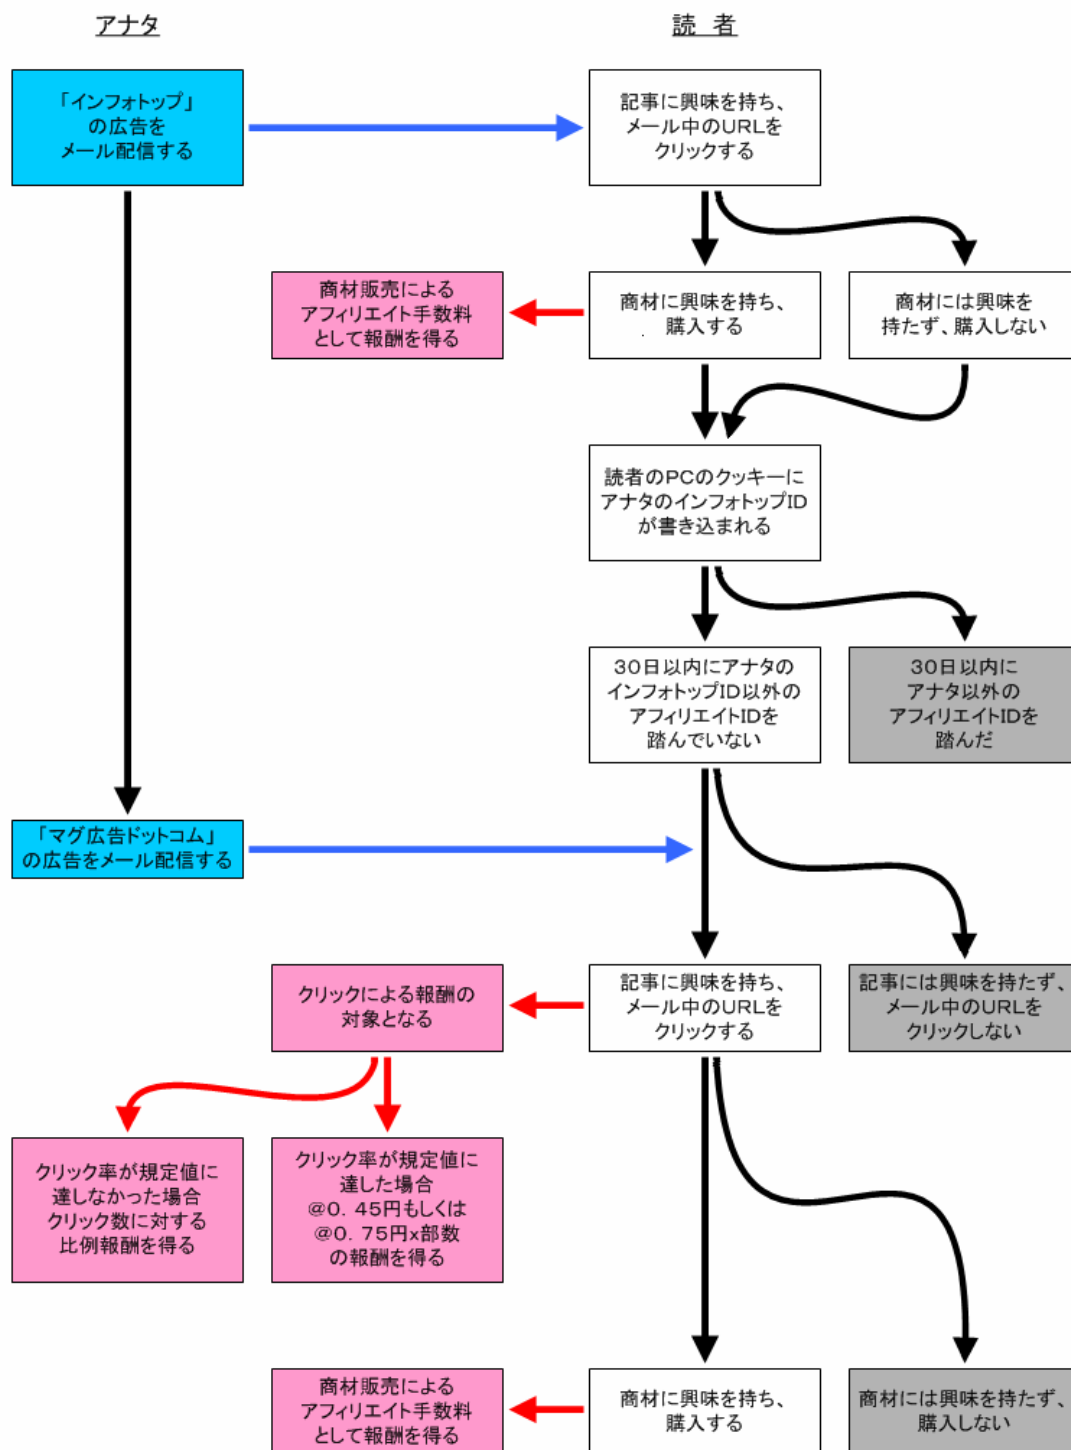 アナタ
読 者
「インフォトップ」
の広告を
メール配信する
記事に興味を持ち、
メール中のURLを
クリックする
商材販売による
アフィリエイト手数料
として報酬を得る
商材に興味を持ち、
購入する
商材には興味を
持たず、購入しない
読者のPCのクッキーに
アナタのインフォトップID
が書き込まれる
30日以内にアナタの
インフォトップID以外の
アフィリエイトIDを
踏んでいない
30日以内に
アナタ以外の
アフィリエイトIDを
踏んだ
「マグ広告ドットコム」
の広告をメール配信する
クリックによる報酬の
対象となる
記事に興味を持ち、
メール中のURLを
クリックする
記事には興味を持たず、
メール中のURLを
クリックしない
クリック率が規定値に
達しなかった場合
クリック数に対する
比例報酬を得る
クリック率が規定値に
達した場合
@0．45円もしくは
@0．75円×部数
の報酬を得る
商材販売による
アフィリエイト手数料
として報酬を得る
商材に興味を持ち、
購入する
商材には興味を持たず、
購入しない